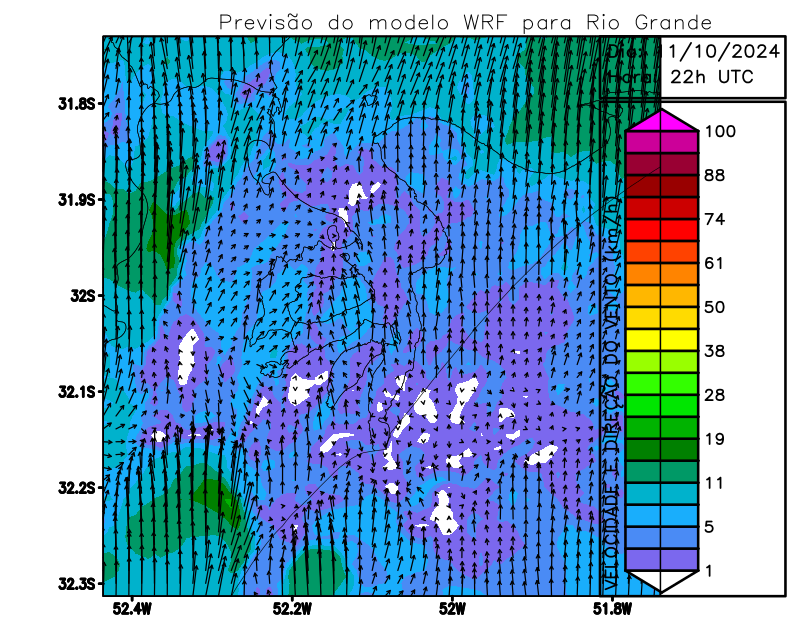 Previsão do modelo WRF para Rio Grande
Dia: 11/10/2024
Hora: 22h UTC
VELOCIDADE E DIREÇÃO DO VENTO (km/h)
100
88
74
61
50
38
28
19
11
5
1
31.8S
31.9S
32S
32.1S
32.2S
32.3S
52.4W
52.2W
52W
51.8W